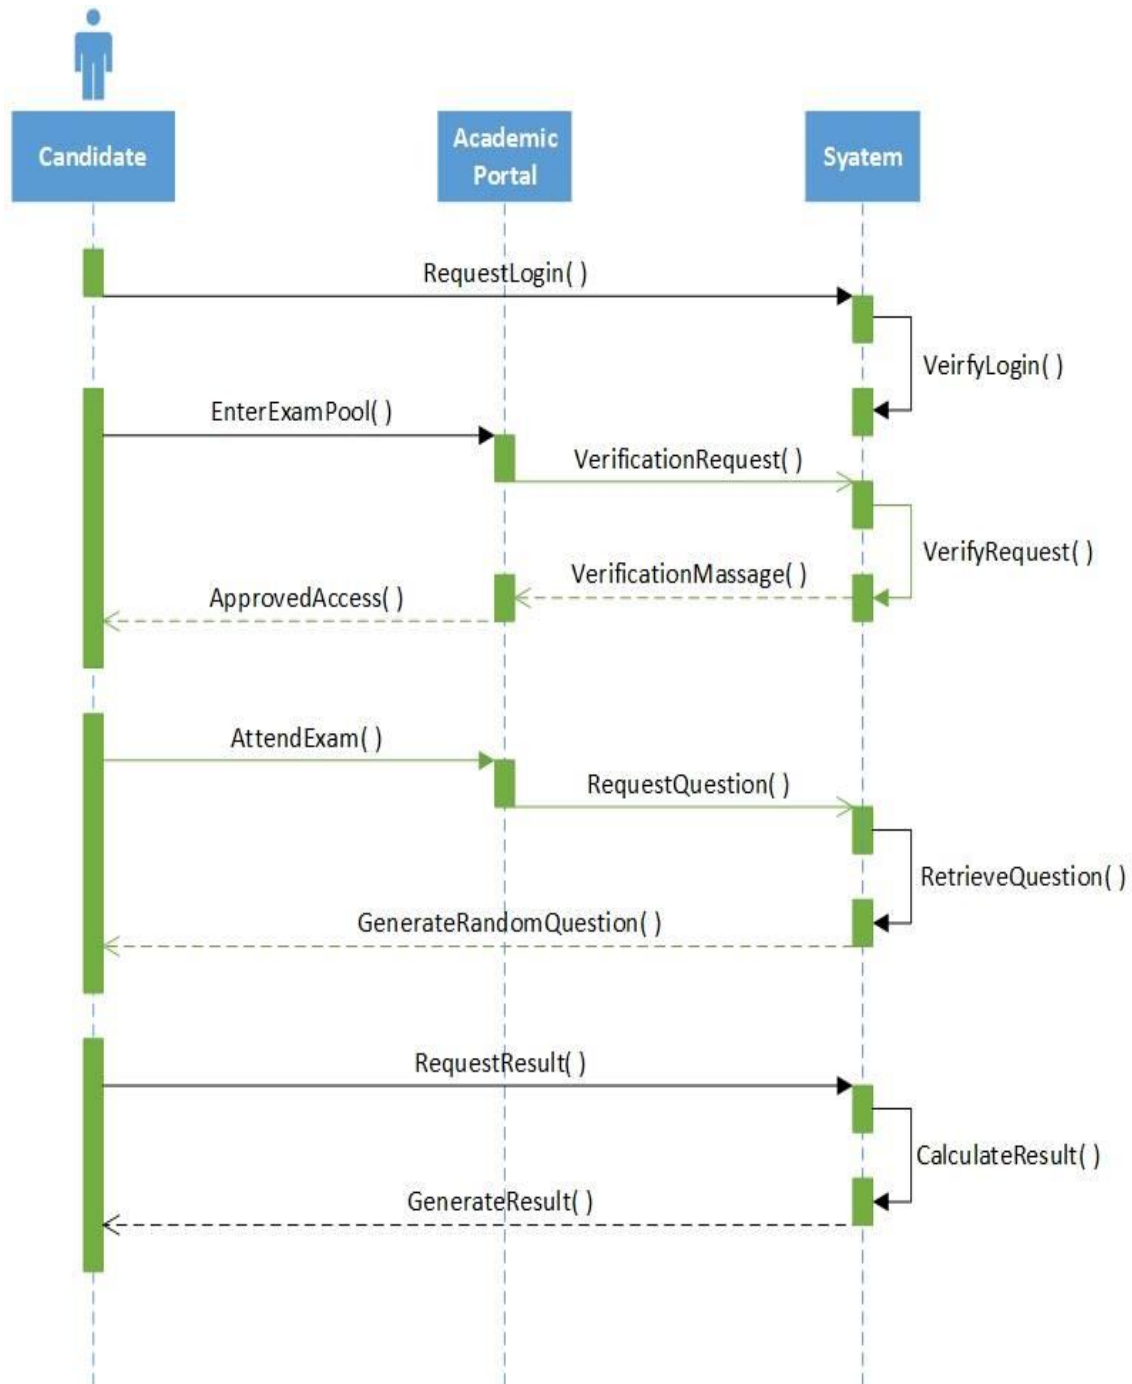 Candidate
Academic
Portal
Syatem
RequestLogin( )
VeirfyLogin( )
EnterExamPool( )
VerificationRequest( )
VerifyRequest( )
VerificationMassage( )
ApprovedAccess( )
AttendExam( )
RequestQuestion( )
RetrieveQuestion( )
GenerateRandomQuestion( )
RequestResult( )
CalculateResult( )
GenerateResult( )